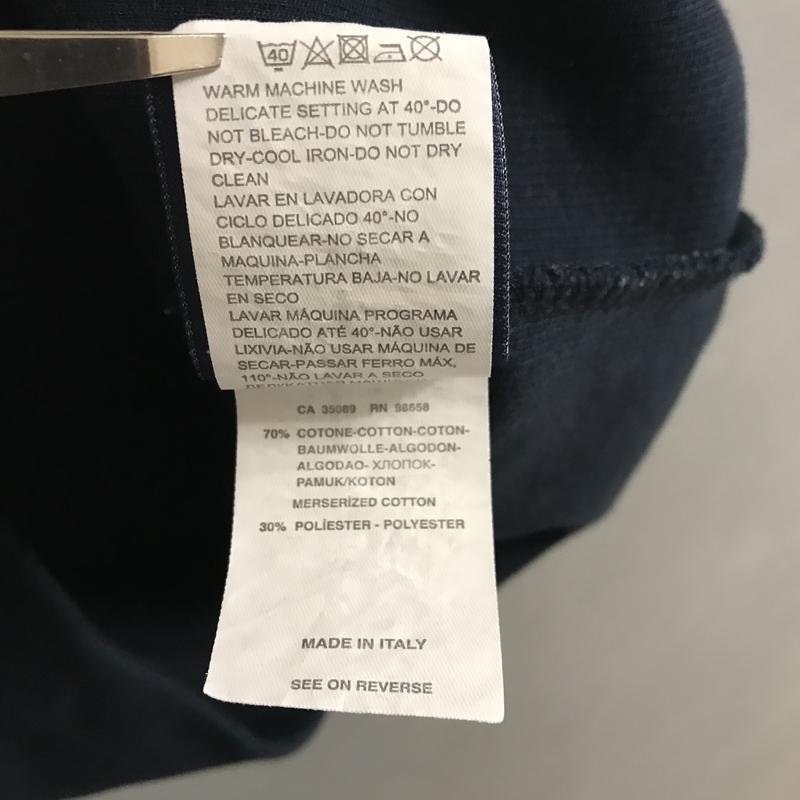 40
WARM MACHINE WASH
DELICATE SETTING AT 40°-DO
NOT BLEACH-DO NOT TUMBLE
DRY-COOL IRON-DO NOT DRY
CLEAN
LAVAR EN LAVADORA CON
CICLO DELICADO 40°-NO
BLANQUEAR-NO SECAR A
MAQUINA-PLANCHA
TEMPERATURA BAJA-NO LAVAR
EN SECO
LAVAR MÁQUINA PROGRAMA
DELICADO ATÉ 40°-NÃO USAR
LIXIVIA-NÃO USAR MÁQUINA DE
SECAR-PASSAR FERRO MÁX,
110°-NÃO LAVAR A SECO
CA 35089 RN 98658
70% COTONE-COTTON-COTON-
BAUMWOLLE-ALGODON-
ALGODAO- ХЛОПОК-
PAMUK/KOTON
MERSERİZED COTTON
30% POLİESTER - POLYESTER
MADE IN ITALY
SEE ON REVERSE